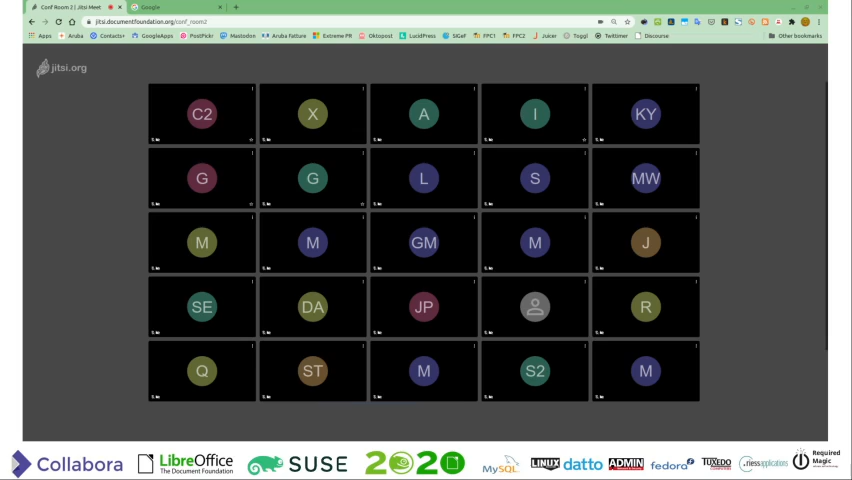 Conf Room 2 | Jitsi Meet
Google
jitsi.documentfoundation.org/conf_room2
Apps Aruba Contacts+ GoogleApps PostPickr Mastodon Aruba Fatture Extreme PR Oktopost LucidPress SIGeF FPC1 FPC2 Juicer Toggl Twittimer Discourse Other bookmarks
jitsi.org
C2 X A I KY
G G L S MW
M M GM M J
SE DA JP R
Q ST M S2 M
Collabora LibreOffice The Document Foundation SUSE 2020 MySQL LINUX datto ADMIN fedora TUXEDO riessapplications Required Magic